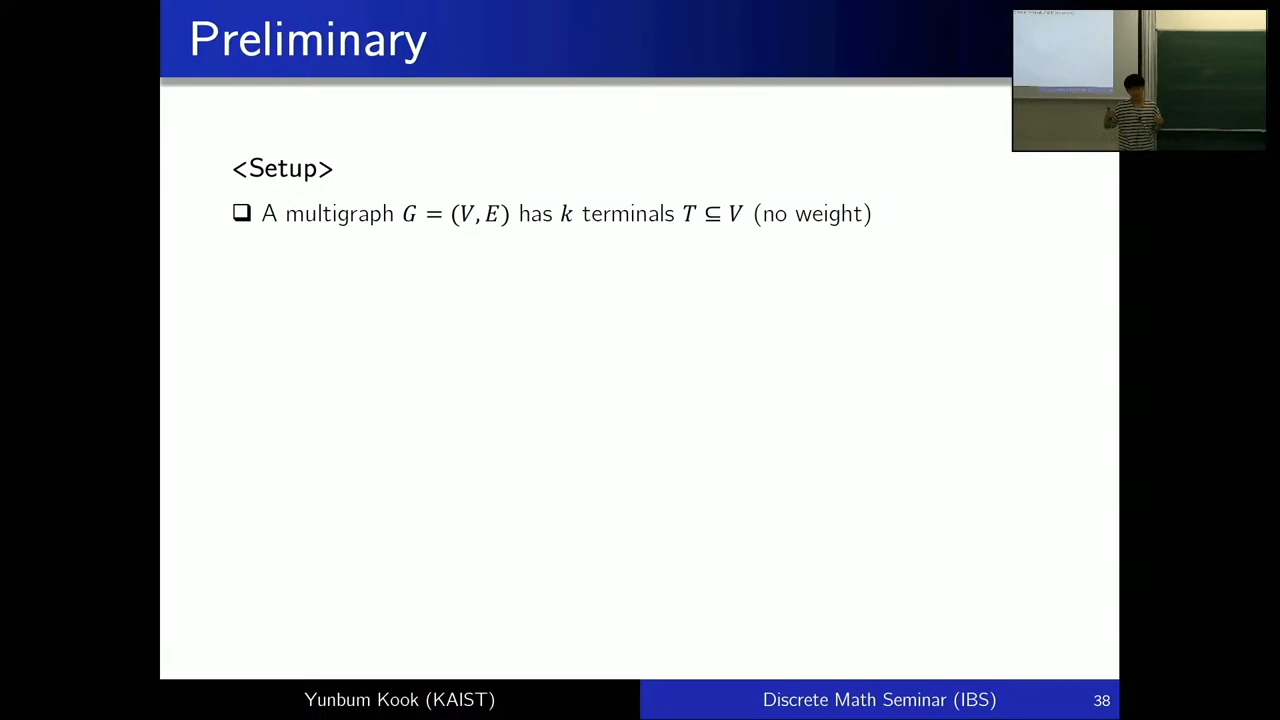 Preliminary
<Setup>
❑ A multigraph G = (V, E) has k terminals T ⊆ V (no weight)
Yunbum Kook (KAIST)
Discrete Math Seminar (IBS)
38